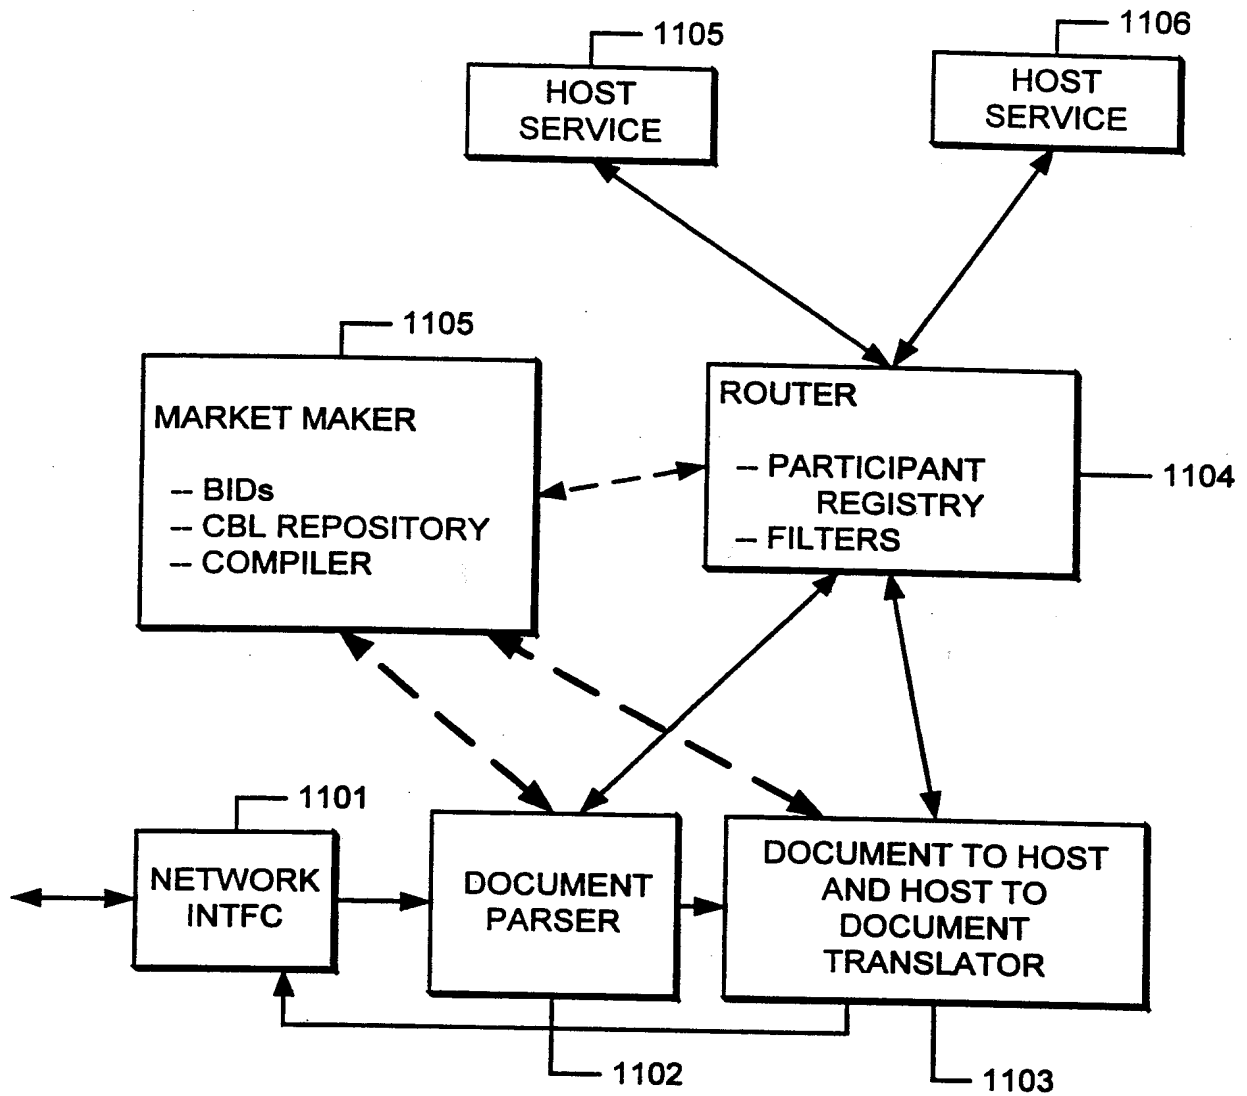 1105
1106
HOST
SERVICE
HOST
SERVICE
1105
MARKET MAKER
– BIDs
– CBL REPOSITORY
– COMPILER
ROUTER
– PARTICIPANT
REGISTRY
– FILTERS
1104
1101
NETWORK
INTFC
DOCUMENT
PARSER
DOCUMENT TO HOST
AND HOST TO
DOCUMENT
TRANSLATOR
1102
1103